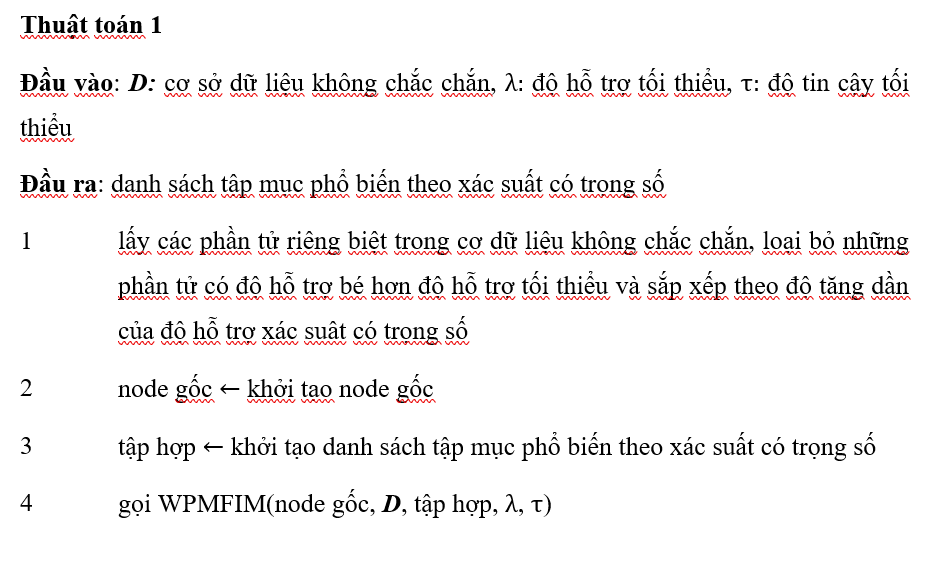 Thuật toán 1
Đầu vào: D: cơ sở dữ liệu không chắc chắn, λ: độ hỗ trợ tối thiểu, τ: độ tin cậy tối
thiểu
Đầu ra: danh sách tập mục phổ biến theo xác suất có trọng số
1 lấy các phần tử riêng biệt trong cơ dữ liệu không chắc chắn, loại bỏ những
phần tử có độ hỗ trợ bé hơn độ hỗ trợ tối thiểu và sắp xếp theo độ tăng dần
của độ hỗ trợ xác suât có trọng số
2 node gốc ← khởi tạo node gốc
3 tập hợp ← khởi tạo danh sách tập mục phổ biến theo xác suất có trọng số
4 gọi WPMFIM(node gốc, D, tập hợp, λ, τ)